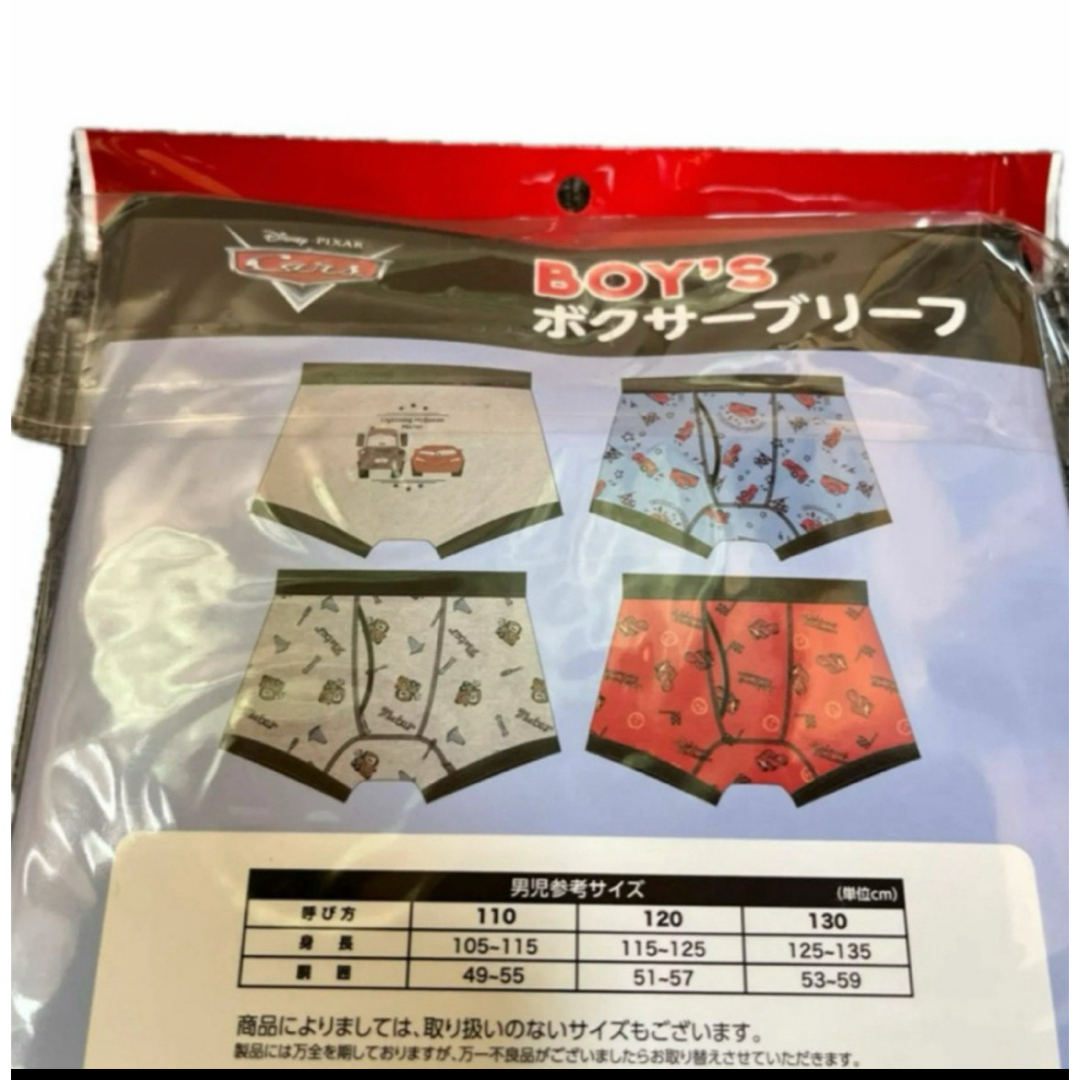 Disney·PIXAR
Cars
BOY'S
ボクサーブリーフ
Mater
男児参考サイズ (単位cm)
呼び方 110 120 130
身長 105~115 115~125 125~135
胴囲 49~55 51~57 53~59
商品によりましては、取り扱いのないサイズもございます。
製品には万全を期しておりますが、万一不良品がございましたらお取り替えさせていただきます。